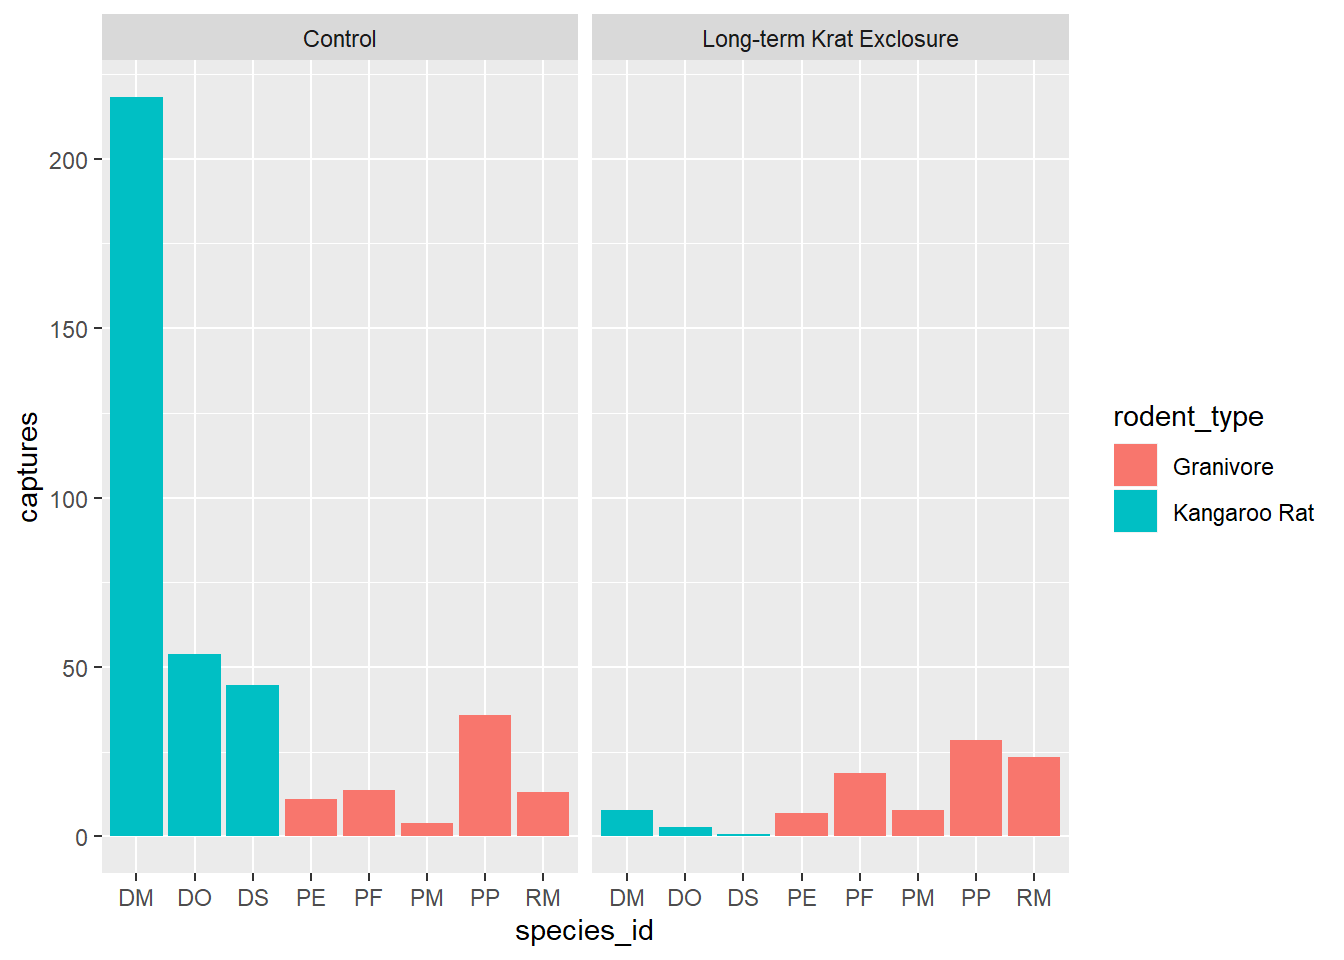 Control
Long-term Krat Exclosure
200
150
100
50
0
captures
DM DO DS PE PF PM PP RM
DM DO DS PE PF PM PP RM
species_id
rodent_type
Granivore
Kangaroo Rat